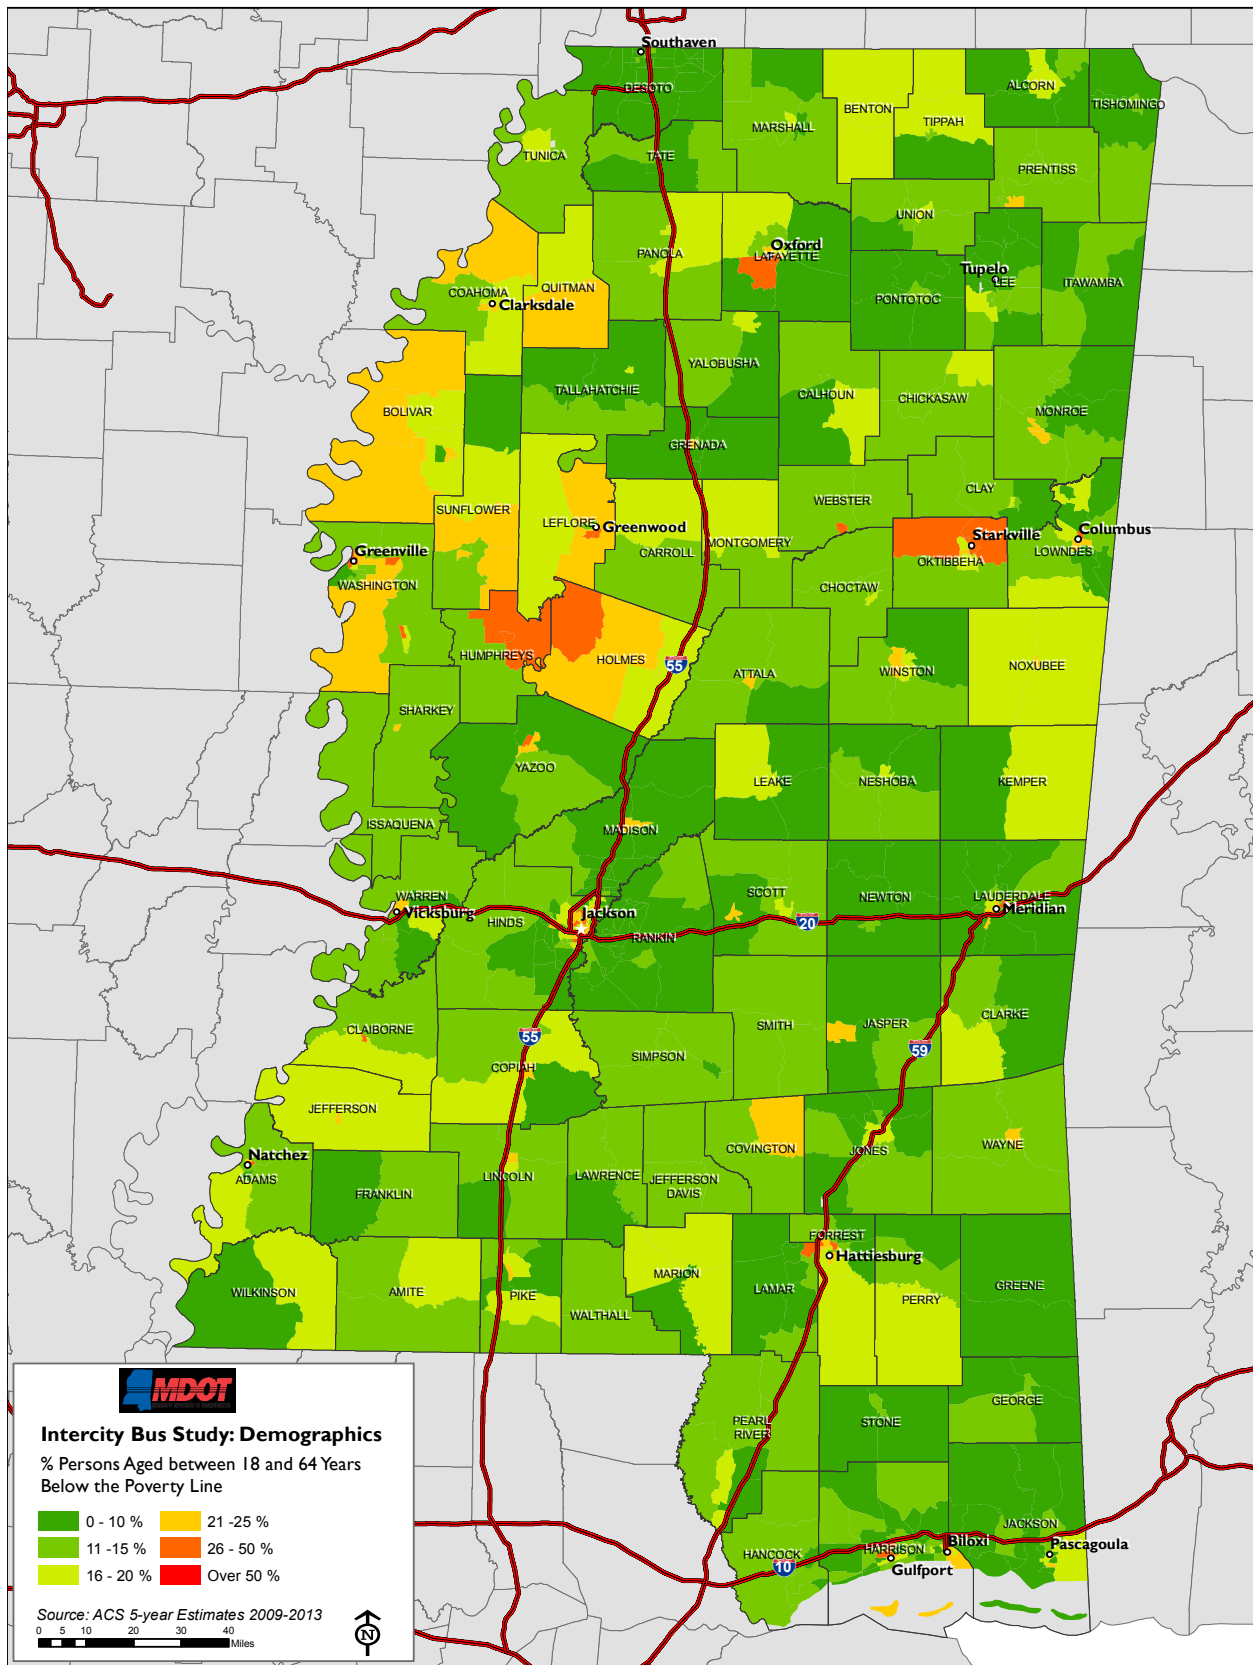 Southaven
DESOTO
ALCORN
TISHOMINGO
BENTON
MARSHALL
TIPPAH
TUNICA
TATE
PRENTISS
UNION
Oxford
LAFAYETTE
PANOLA
Tupelo
LEE
ITAWAMBA
QUITMAN
COAHOMA
Clarksdale
PONTOTOC
YALOBUSHA
TALLAHATCHIE
CALHOUN
CHICKASAW
BOLIVAR
MONROE
GRENADA
CLAY
WEBSTER
SUNFLOWER
LEFLORE
Greenwood
Columbus
Starkville
MONTGOMERY
CARROLL
LOWNDES
Greenville
OKTIBBEHA
WASHINGTON
CHOCTAW
HUMPHREYS
HOLMES
55
NOXUBEE
ATTALA
WINSTON
SHARKEY
YAZOO
LEAKE
NESHOBA
KEMPER
ISSAQUENA
MADISON
WARREN
SCOTT
NEWTON
LAUDERDALE
Vicksburg
Jackson
Meridian
HINDS
20
RANKIN
CLAIBORNE
SMITH
JASPER
CLARKE
55
59
SIMPSON
COPIAH
JEFFERSON
COVINGTON
JONES
WAYNE
Natchez
ADAMS
LINCOLN
LAWRENCE
JEFFERSON
DAVIS
FRANKLIN
FORREST
Hattiesburg
MARION
WILKINSON
AMITE
PIKE
LAMAR
GREENE
PERRY
WALTHALL
GEORGE
PEARL
RIVER
STONE
JACKSON
Biloxi
Pascagoula
HANCOCK
HARRISON
10
Gulfport
MDOT
Intercity Bus Study: Demographics
% Persons Aged between 18 and 64 Years
Below the Poverty Line
0 - 10 %
21 -25 %
11 -15 %
26 - 50 %
16 - 20 %
Over 50 %
Source: ACS 5-year Estimates 2009-2013
0 5 10 20 30 40
Miles
N